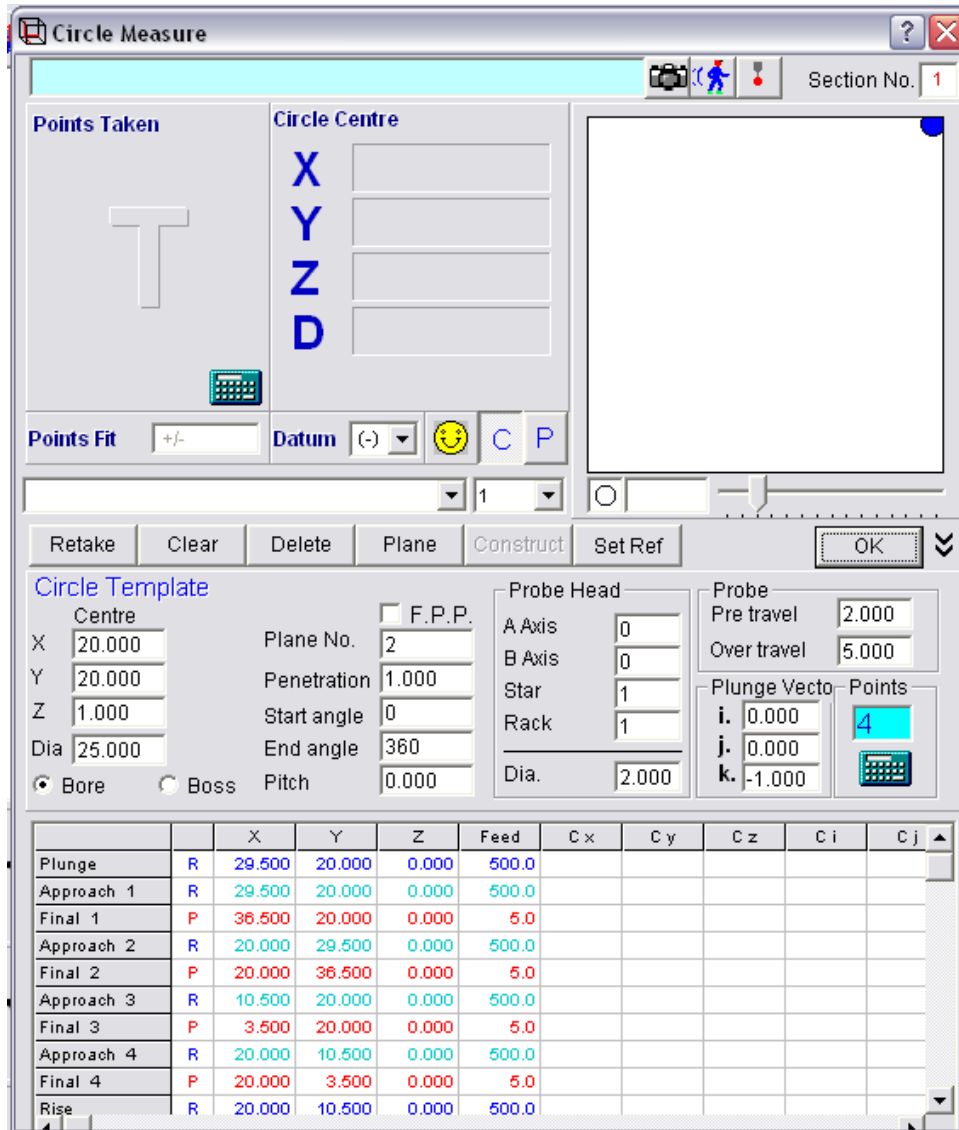 Circle Measure
Section No. 1
Points Taken
Circle Centre
T
X
Y
Z
D
Points Fit +/- Datum (-) C P
1
Retake Clear Delete Plane Construct Set Ref OK
Circle Template
Centre
X 20.000
Y 20.000
Z 1.000
Dia 25.000
Bore Boss
F.P.P.
Plane No. 2
Penetration 1.000
Start angle 0
End angle 360
Pitch 0.000
Probe Head
A Axis 0
B Axis 0
Star 1
Rack 1
Dia. 2.000
Probe
Pre travel 2.000
Over travel 5.000
Plunge Vecto
i. 0.000
j. 0.000
k. -1.000
Points
4
X Y Z Feed Cx Cy Cz Ci Cj
Plunge R 29.500 20.000 0.000 500.0
Approach 1 R 29.500 20.000 0.000 500.0
Final 1 P 36.500 20.000 0.000 5.0
Approach 2 R 20.000 29.500 0.000 500.0
Final 2 P 20.000 36.500 0.000 5.0
Approach 3 R 10.500 20.000 0.000 500.0
Final 3 P 3.500 20.000 0.000 5.0
Approach 4 R 20.000 10.500 0.000 500.0
Final 4 P 20.000 3.500 0.000 5.0
Rise R 20.000 10.500 0.000 500.0